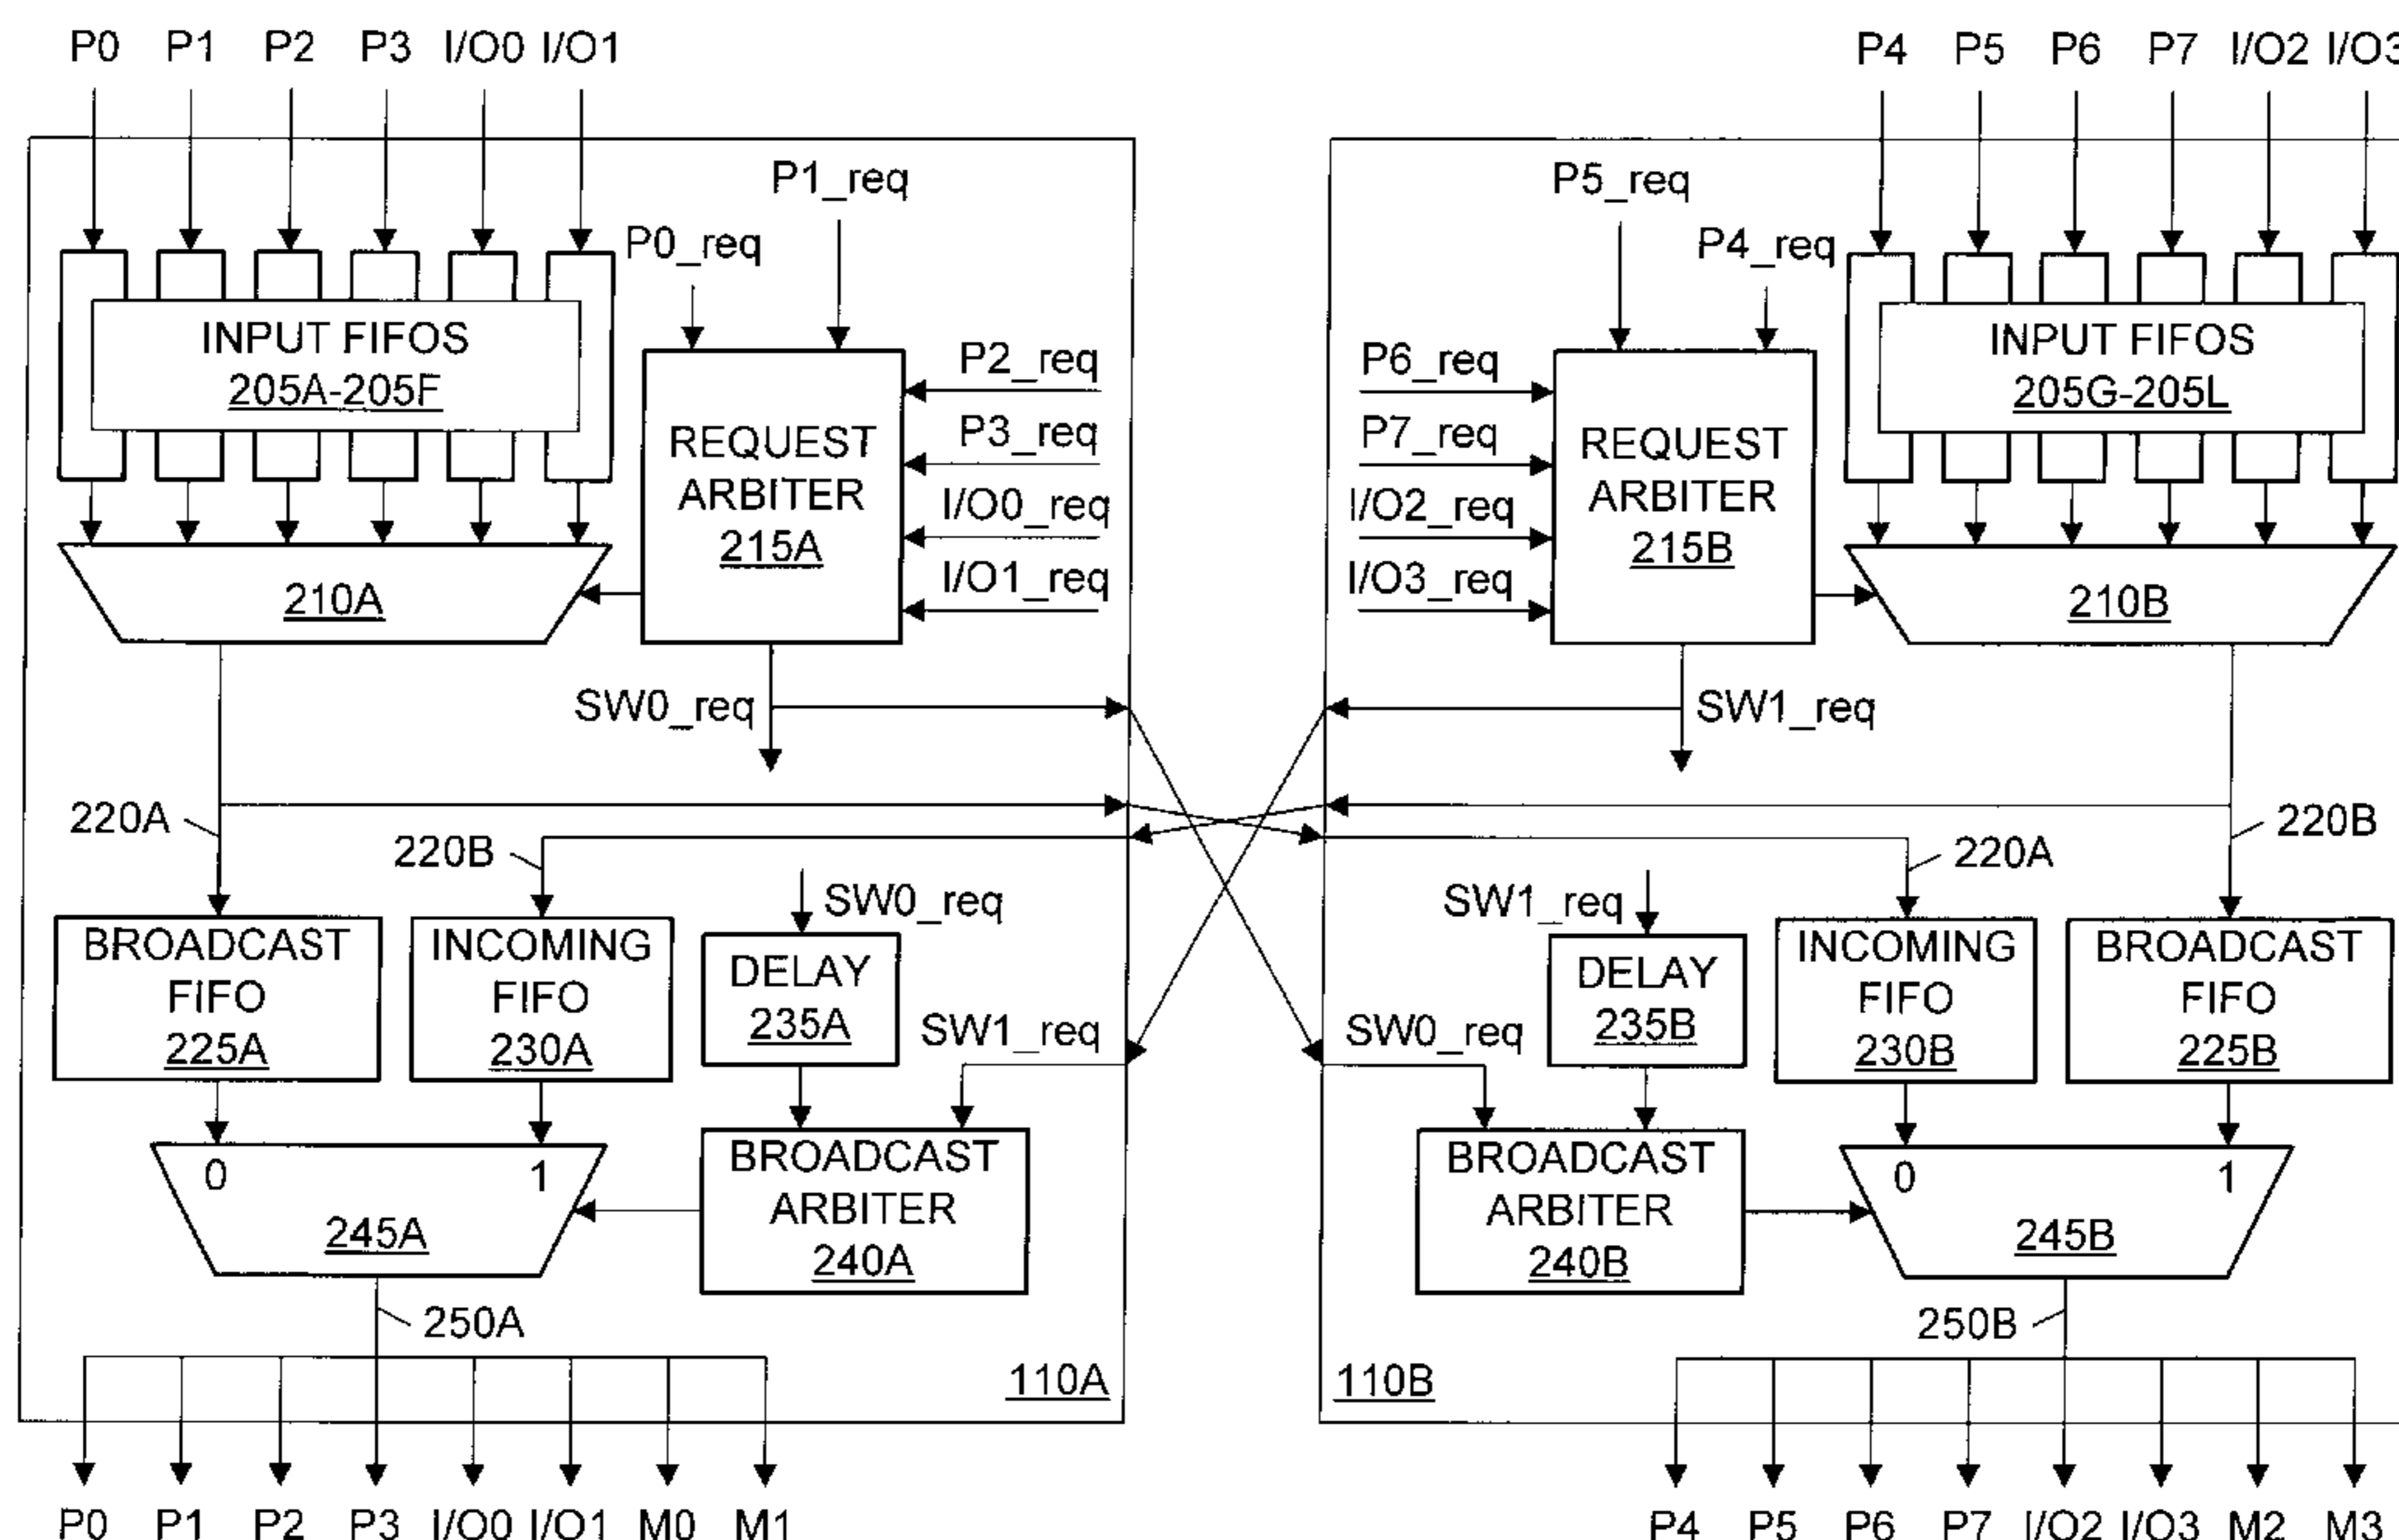 P0 P1 P2 P3 I/O0 I/O1
P4 P5 P6 P7 I/O2 I/O3
P1_req
P0_req
INPUT FIFOS
205A-205F
REQUEST
ARBITER
215A
P2_req
P3_req
I/O0_req
I/O1_req
210A
SW0_req
P5_req
P4_req
P6_req
P7_req
I/O2_req
I/O3_req
REQUEST
ARBITER
215B
INPUT FIFOS
205G-205L
210B
SW1_req
220A
220B
BROADCAST
FIFO
225A
INCOMING
FIFO
230A
SW0_req
DELAY
235A
SW1_req
0
1
245A
BROADCAST
ARBITER
240A
250A
110A
220A
220B
SW1_req
DELAY
235B
SW0_req
INCOMING
FIFO
230B
BROADCAST
FIFO
225B
BROADCAST
ARBITER
240B
0
1
245B
250B
110B
P0 P1 P2 P3 I/O0 I/O1 M0 M1
P4 P5 P6 P7 I/O2 I/O3 M2 M3